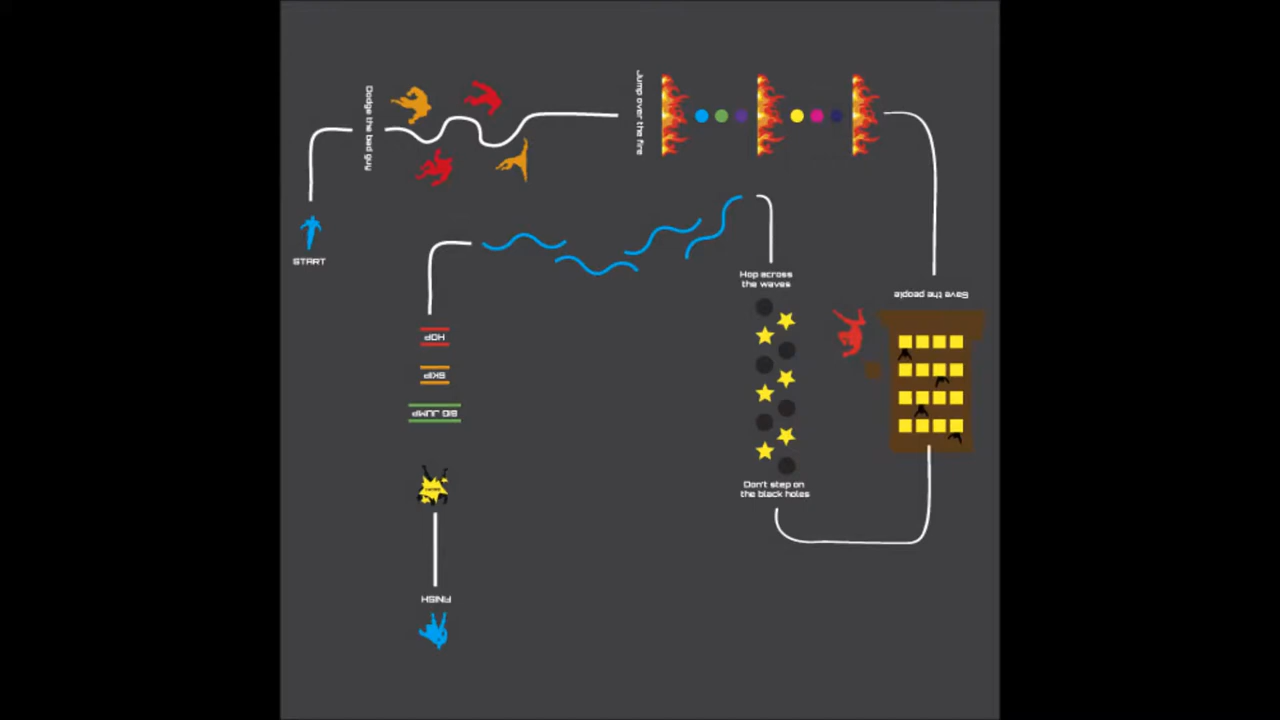 START
Dodge the bad guy
Jump over the fire
Save the people
Don't step on
the black holes
Hop across
the waves
HOP
SKIP
BIG JUMP
FINISH